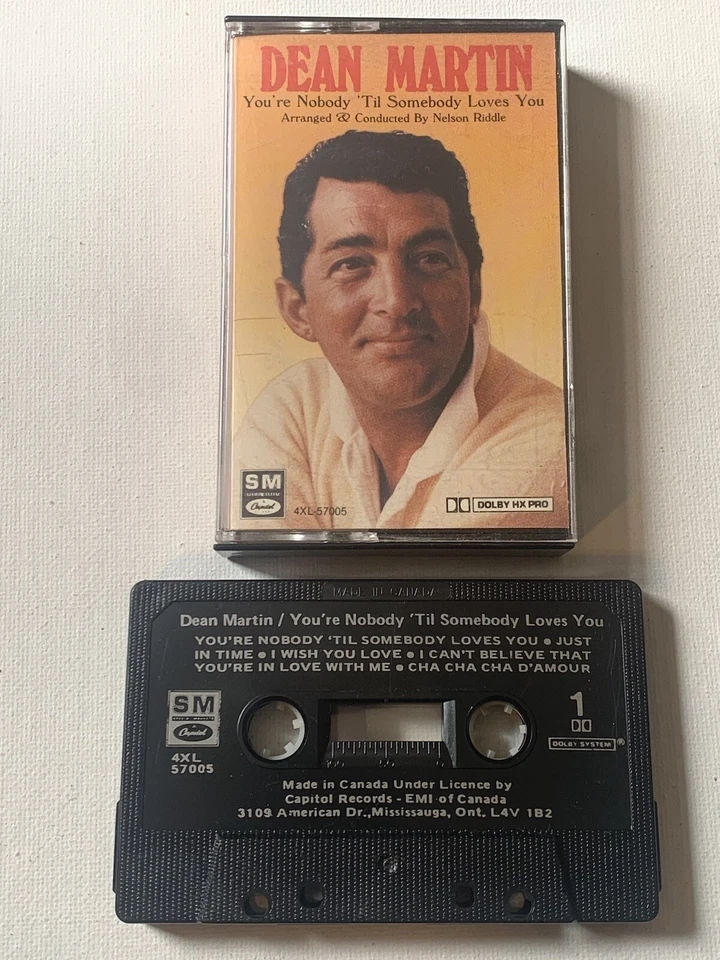 DEAN MARTIN
You're Nobody 'Til Somebody Loves You
Arranged & Conducted By Nelson Riddle
SM
Capitol
4XL-57005
DOLBY HX PRO
MADE IN CANADA
Dean Martin / You're Nobody 'Til Somebody Loves You
YOU'RE NOBODY 'TIL SOMEBODY LOVES YOU • JUST
IN TIME • I WISH YOU LOVE • I CAN'T BELIEVE THAT
YOU'RE IN LOVE WITH ME • CHA CHA CHA D'AMOUR
SM
Capitol
4XL
57005
1
DOLBY SYSTEM ®
100 50 0
Made in Canada Under Licence by
Capitol Records - EMI of Canada
3109 American Dr., Mississauga, Ont. L4V 1B2